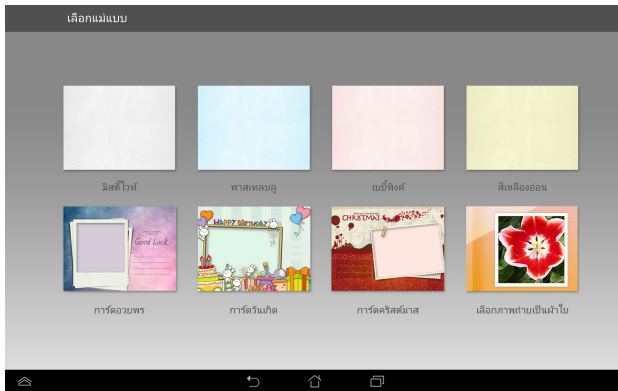 เลือกแม่แบบ
มิสตี้ไวท์
พาสเทลบลู
เบบี้พิงค์
สีเหลืองอ่อน
Good Luck
HAPPY BIRTHDAY
CHRISTMAS
การ์ดอวยพร
การ์ดวันเกิด
การ์ดคริสต์มาส
เลือกภาพถ่ายเป็นผ้าใบ